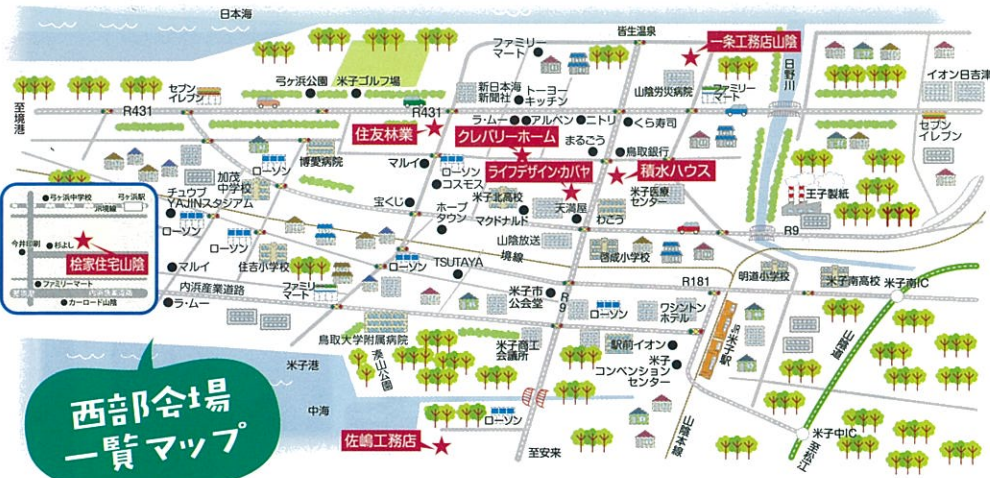 日本海
皆生温泉
ファミリー
マート
一条工務店山陰
日野川
イオン日吉津
弓ヶ浜公園
米子ゴルフ場
新日本海
新聞社
トーヨー
キッチン
山陰労災病院
ファミリー
マート
セブン
イレブン
至境港
R431
R431
セブン
イレブン
ラ・ムー
アルペン
ニトリ
くら寿司
住友林業
クレバリーホーム
まるごう
鳥取銀行
博愛病院
マルイ
ローソン
コスモス
ライフデザイン・カバヤ
積水ハウス
ローソン
加茂
中学校
チュウブ
YAJINスタジアム
宝くじ
ホープ
タウン
米子北高校
マクドナルド
天満屋
わこう
米子医療
センター
王子製紙
弓ヶ浜中学校
弓ヶ浜駅
JR境線
今井印刷
杉よし
桧家住宅山陰
ファミリーマート
内浜産業道路
カーロード山陰
ローソン
ローソン
山陰放送
境線
R9
マルイ
住吉小学校
ローソン
TSUTAYA
啓成小学校
明道小学校
米子南高校
米子南IC
内浜産業道路
ファミリー
マート
ラ・ムー
米子市
公会堂
R9
ローソン
R181
ワシントン
ホテル
JR米子駅
山陰道
鳥取大学附属病院
米子商工
会議所
駅前イオン
米子
コンベンション
センター
米子港
湊山公園
中海
西部会場
一覧マップ
佐嶋工務店
ローソン
至安来
山陰本線
米子中IC
至松江